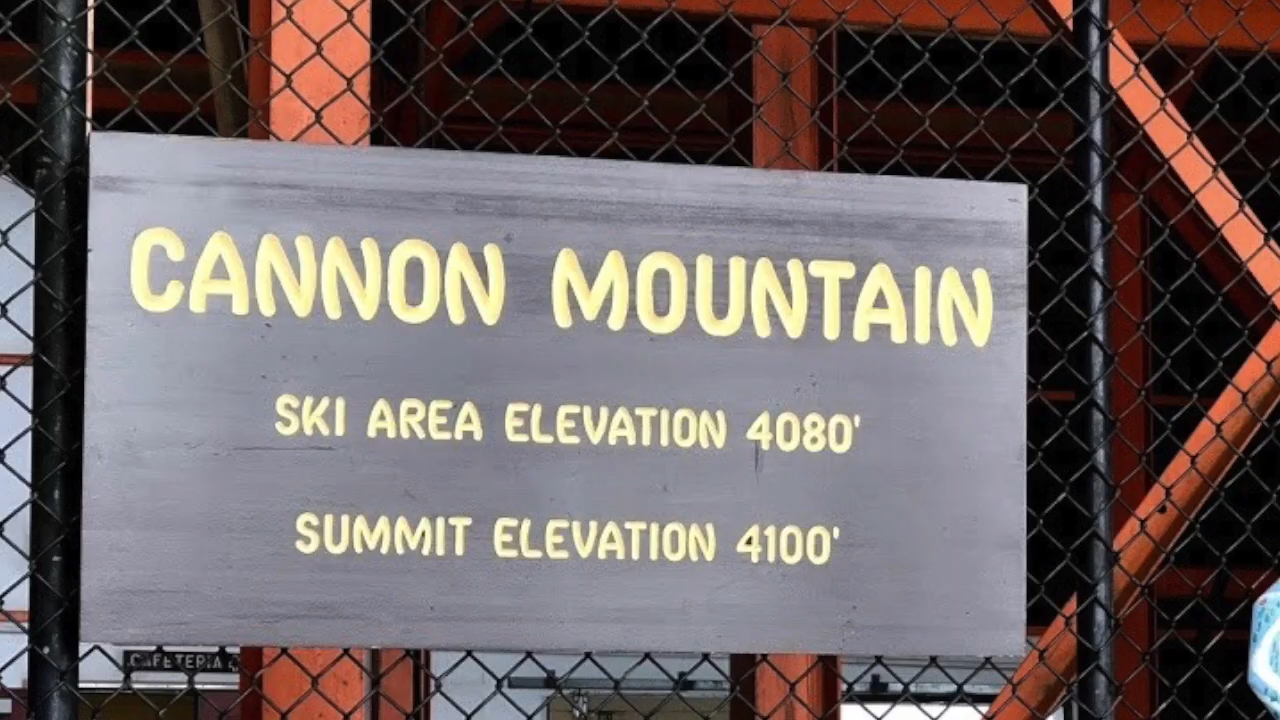 CANNON MOUNTAIN
SKI AREA ELEVATION 4080'
SUMMIT ELEVATION 4100'
CAFETERIA